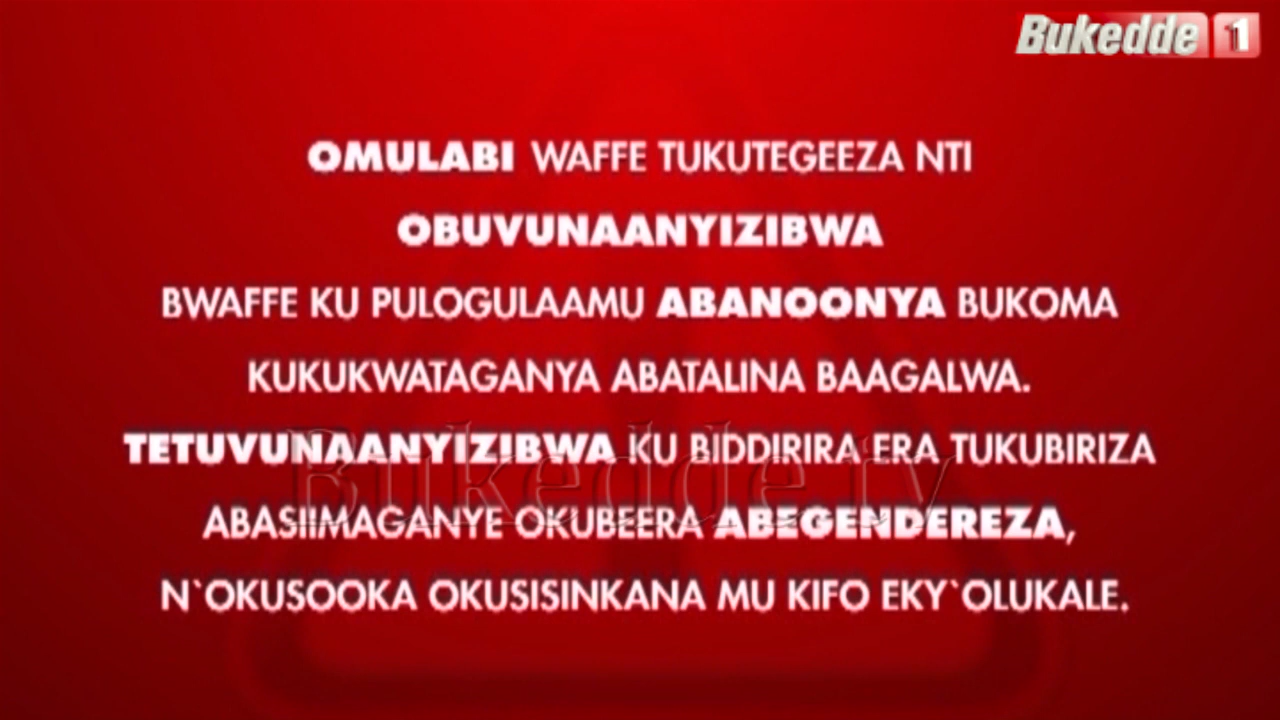 Bukedde 1
OMULABI WAFFE TUKUTEGEEZA NTI
OBUVUNAANYIZIBWA
BWAFFE KU PULOGULAAMU ABANOONYA BUKOMA
KUKUKWATAGANYA ABATALINA BAAGALWA.
TETUVUNAANYIZIBWA KU BIDDIRIRA ERA TUKUBIRIZA
Bukedde tv
ABASIIMAGANYE OKUBEERA ABEGENDEREZA,
N`OKUSOOKA OKUSISINKANA MU KIFO EKY`OLUKALE.